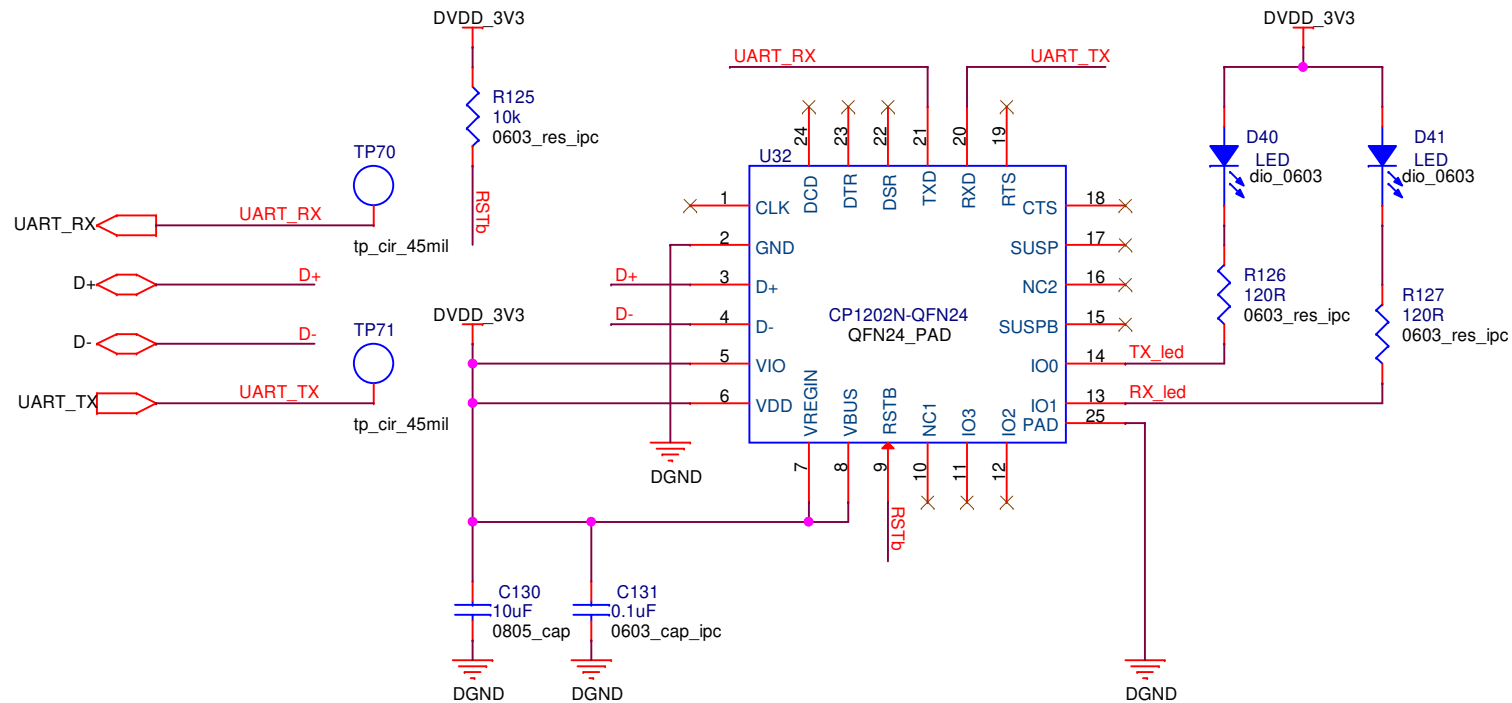 DVDD_3V3
DVDD_3V3
UART_RX
UART_TX
R125
10k
0603_res_ipc
RSTb
TP70
UART_RX
UART_RX
tp_cir_45mil
D+
D+
D-
D-
TP71
UART_TX
UART_TX
tp_cir_45mil
DVDD_3V3
D+
D-
DGND
U32
24
23
22
21
20
19
DCD
DTR
DSR
TXD
RXD
RTS
1
CLK
2
GND
3
D+
4
D-
5
VIO
6
VDD
CP1202N-QFN24
QFN24_PAD
CTS
18
SUSP
17
NC2
16
SUSPB
15
IO0
14
TX_led
IO1
13
RX_led
PAD
25
VREGIN
VBUS
RSTB
NC1
IO3
IO2
7
8
9
10
11
12
RSTb
D40
LED
dio_0603
D41
LED
dio_0603
R126
120R
0603_res_ipc
R127
120R
0603_res_ipc
C130
10uF
0805_cap
C131
0.1uF
0603_cap_ipc
DGND
DGND
DGND